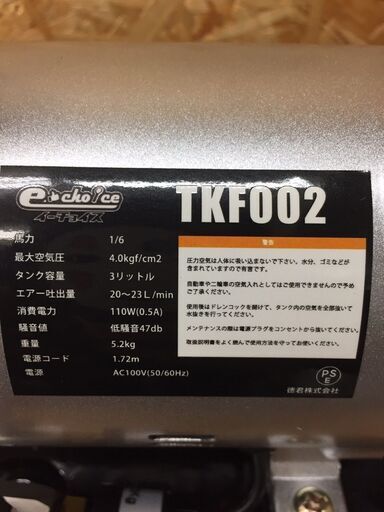 e-choice
イーチョイス
TKF002
馬力 1/6
最大空気圧 4.0kgf/cm2
タンク容量 3リットル
エアー吐出量 20〜23L/min
消費電力 110W(0.5A)
騒音値 低騒音47db
重量 5.2kg
電源コード 1.72m
電源 AC100V(50/60Hz)
警告
圧力空気は人体に吸い込まないで下さい。水分、ゴミなどが
含まれていますので有害です。
自動車や二輪車の空気入れとしてはご使用できませんので予め
ご了承ください。
使用後はドレンコックを開けて、タンク内の空気を全部抜いて
水抜きを行ってください。
メンテナンスの際は電源プラグをコンセントから抜いてください。
取扱説明書をよく読んで使用方法を守ってお使いください。
PS
E
徳君株式会社